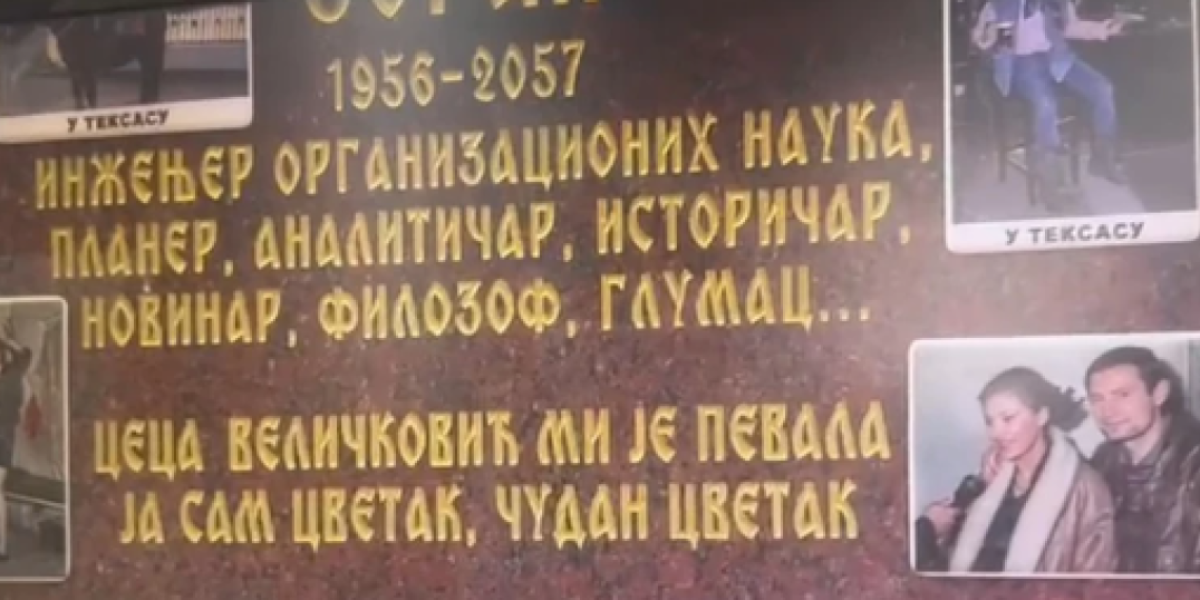 1956-2057
У ТЕКСАСУ
ИНЖЕЊЕР ОРГАНИЗАЦИОНИХ НАУКА,
ПЛАНЕР, АНАЛИТИЧАР, ИСТОРИЧАР,
У ТЕКСАСУ
НОВИНАР, ФИЛОЗОФ, ГЛУМАЦ...
ЦЕЦА ВЕЛИЧКОВИЋ МИ ЈЕ ПЕВАЛА
ЈА САМ ЦВЕТАК, ЧУДАН ЦВЕТАК